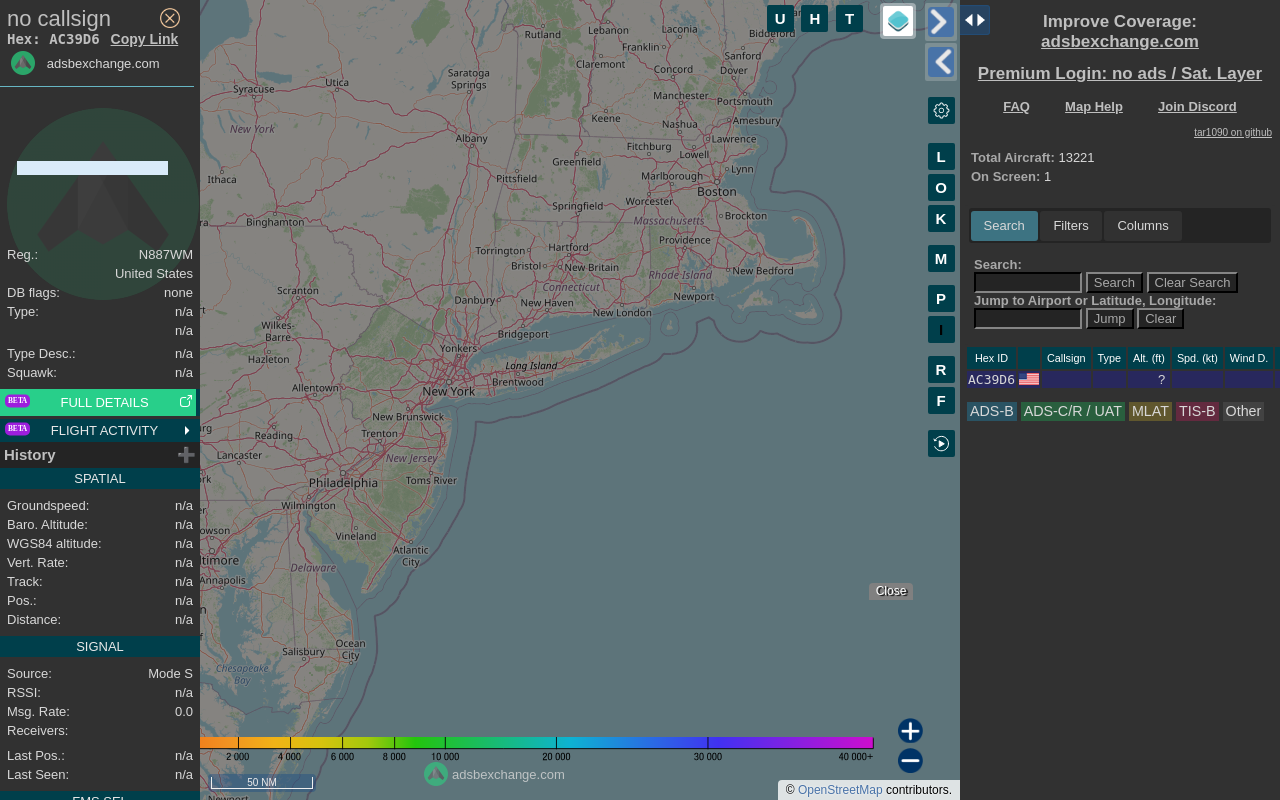 no callsign
Hex: AC39D6 Copy Link
adsbexchange.com
Reg.: N887WM
United States
DB flags: none
Type: n/a
n/a
Type Desc.: n/a
Squawk: n/a
BETA FULL DETAILS
BETA FLIGHT ACTIVITY
History
SPATIAL
Groundspeed: n/a
Baro. Altitude: n/a
WGS84 altitude: n/a
Vert. Rate: n/a
Track: n/a
Pos.: n/a
Distance: n/a
SIGNAL
Source: Mode S
RSSI: n/a
Msg. Rate: 0.0
Receivers:
Last Pos.: n/a
Last Seen: n/a
FMS SEL
U H T
L
O
K
M
P
I
R
F
Rutland
Lebanon
Laconia
Biddeford
Franklin
Claremont
Sanford
Concord
Dover
Saratoga
Springs
Utica
Syracuse
Manchester
Portsmouth
Keene
Amesbury
Nashua
New York
Albany
Lawrence
Fitchburg
Lowell
Greenfield
Lynn
Ithaca
Pittsfield
Marlborough
Boston
Worcester
Springfield
Binghamton
Massachusetts
Brockton
Torrington
Hartford
Providence
Bristol
New Britain
New Bedford
Rhode Island
Connecticut
Scranton
Danbury
New Haven
Newport
New London
Wilkes-
Barre
Bridgeport
Yonkers
Hazleton
Long Island
Brentwood
Allentown
New York
New Brunswick
Reading
Trenton
Lancaster
New Jersey
Toms River
Philadelphia
Wilmington
Vineland
Atlantic
City
Delaware
Annapolis
Ocean
City
Salisbury
Chesapeake
Bay
Close
2 000 4 000 6 000 8 000 10 000 20 000 30 000 40 000+
adsbexchange.com
50 NM
© OpenStreetMap contributors.
Improve Coverage:
adsbexchange.com
Premium Login: no ads / Sat. Layer
FAQ Map Help Join Discord
tar1090 on github
Total Aircraft: 13221
On Screen: 1
Search Filters Columns
Search:
Search Clear Search
Jump to Airport or Latitude, Longitude:
Jump Clear
Hex ID Callsign Type Alt. (ft) Spd. (kt) Wind D.
AC39D6 ?
ADS-B ADS-C/R / UAT MLAT TIS-B Other